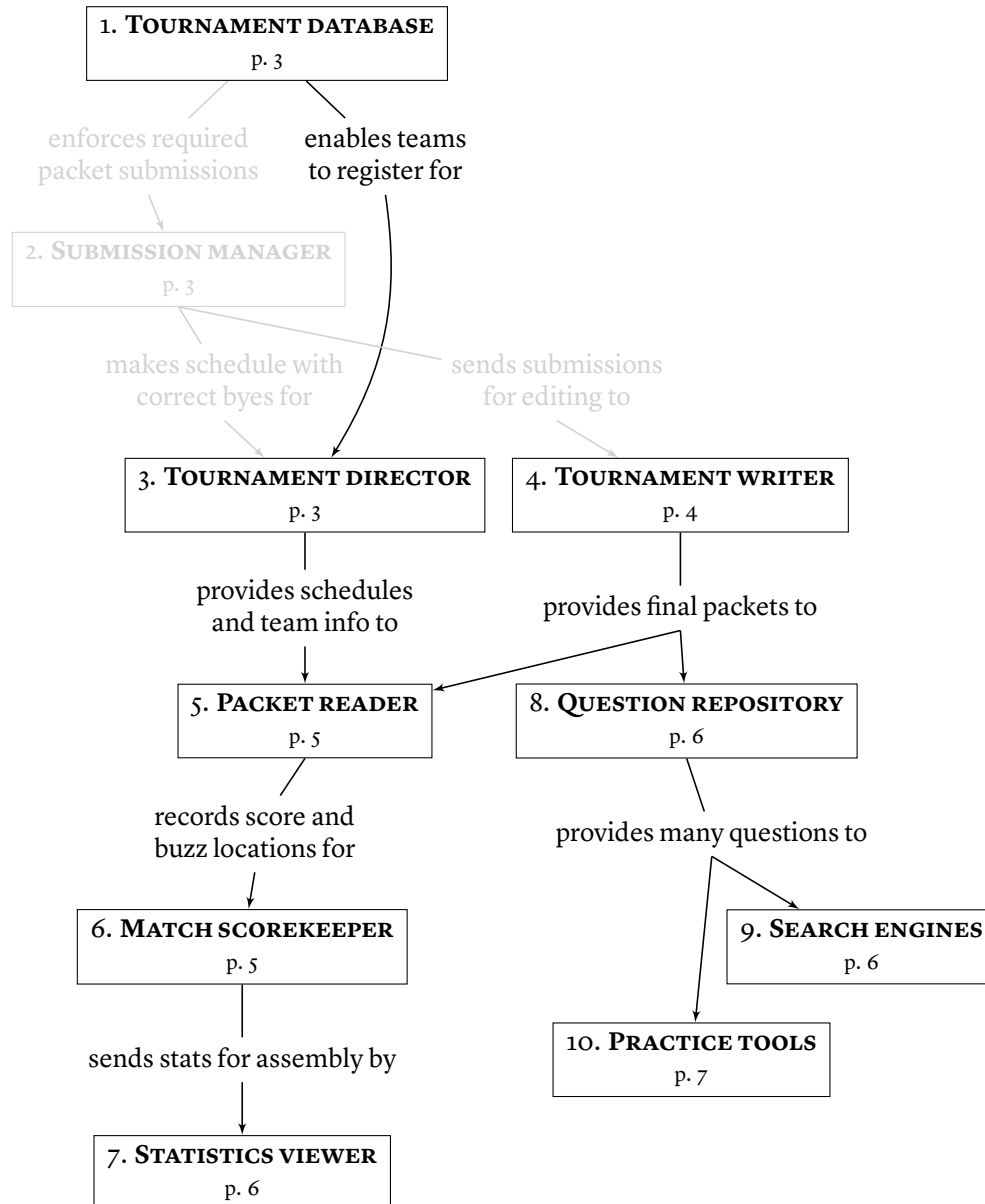 1. TOURNAMENT DATABASE
p. 3
enforces required
packet submissions
enables teams
to register for
2. SUBMISSION MANAGER
p. 3
makes schedule with
correct byes for
sends submissions
for editing to
3. TOURNAMENT DIRECTOR
p. 3
4. TOURNAMENT WRITER
p. 4
provides schedules
and team info to
provides final packets to
5. PACKET READER
p. 5
8. QUESTION REPOSITORY
p. 6
records score and
buzz locations for
provides many questions to
6. MATCH SCOREKEEPER
p. 5
9. SEARCH ENGINES
p. 6
sends stats for assembly by
10. PRACTICE TOOLS
p. 7
7. STATISTICS VIEWER
p. 6